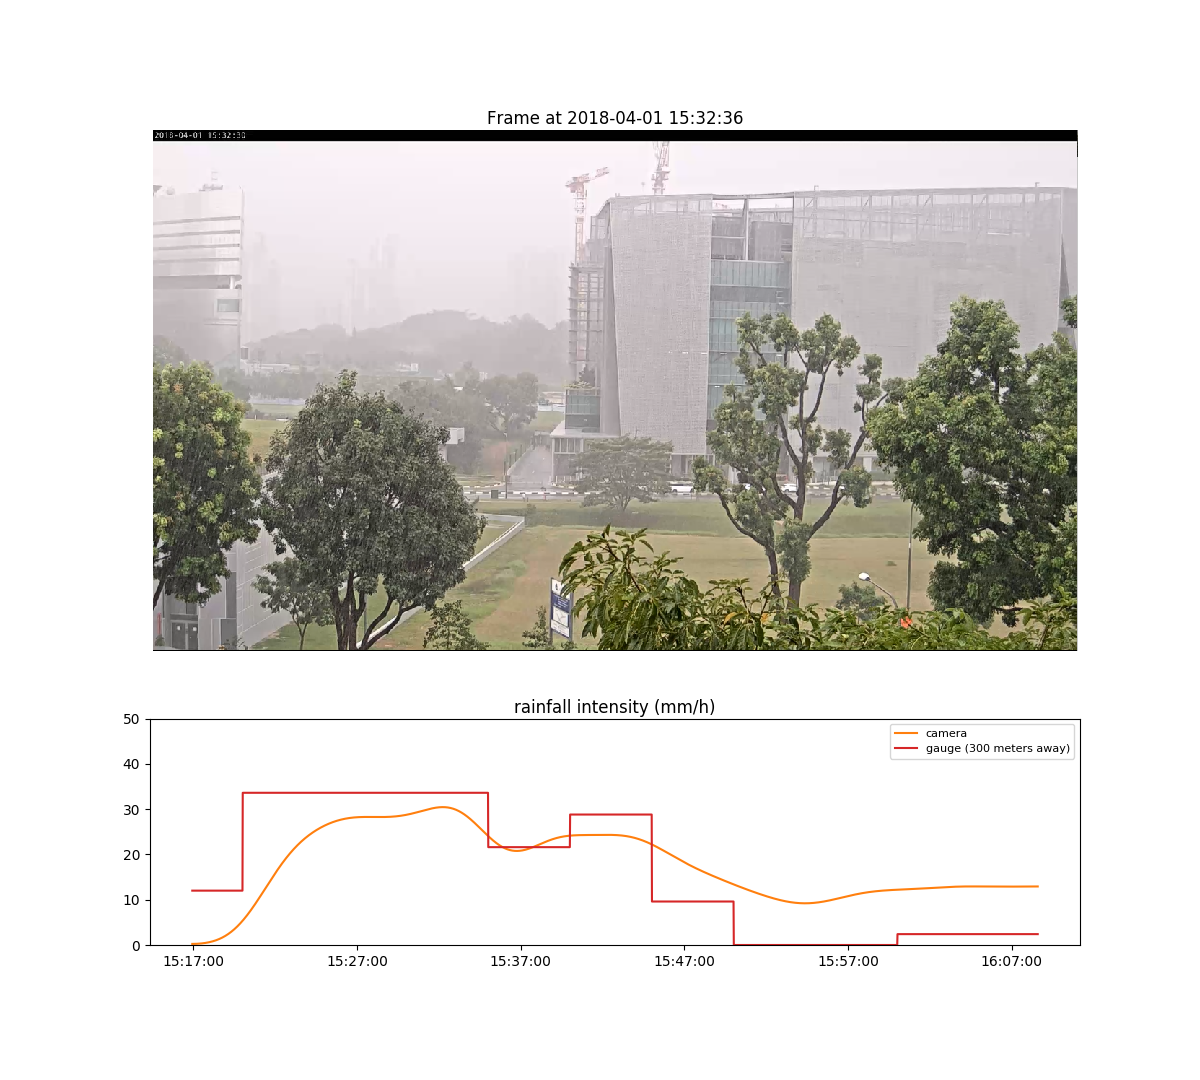 Frame at 2018-04-01 15:32:36
2018-04-01 15:32:30
rainfall intensity (mm/h)
50
40
30
20
10
0
camera
gauge (300 meters away)
15:17:00 15:27:00 15:37:00 15:47:00 15:57:00 16:07:00